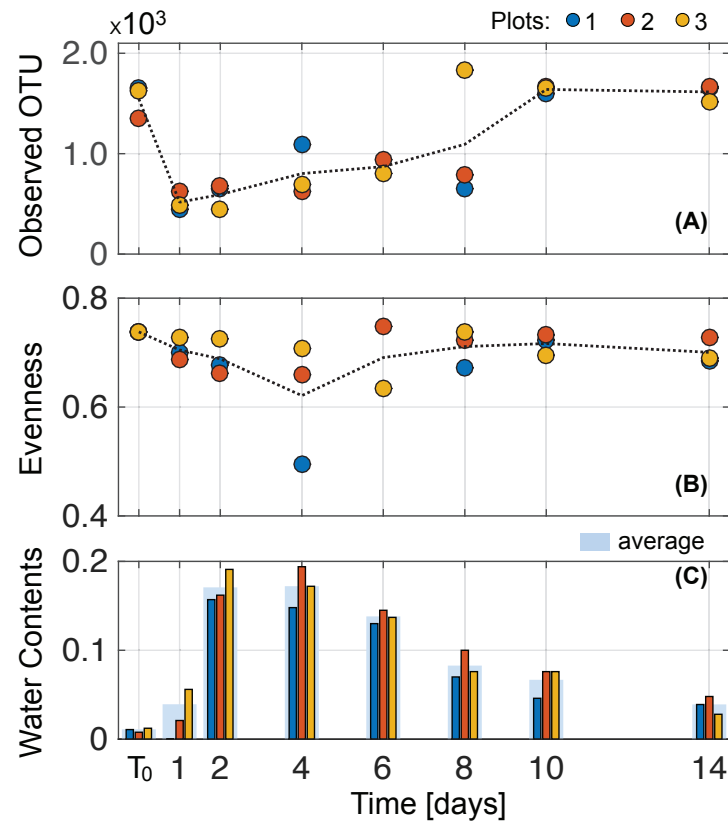 ×10³ Plots: 1 2 3
2.0
1.0
0
Observed OTU
(A)
0.8
0.6
0.4
Evenness
(B)
average
0.2
0.1
0
Water Contents
(C)
T₀ 1 2 4 6 8 10 14
Time [days]